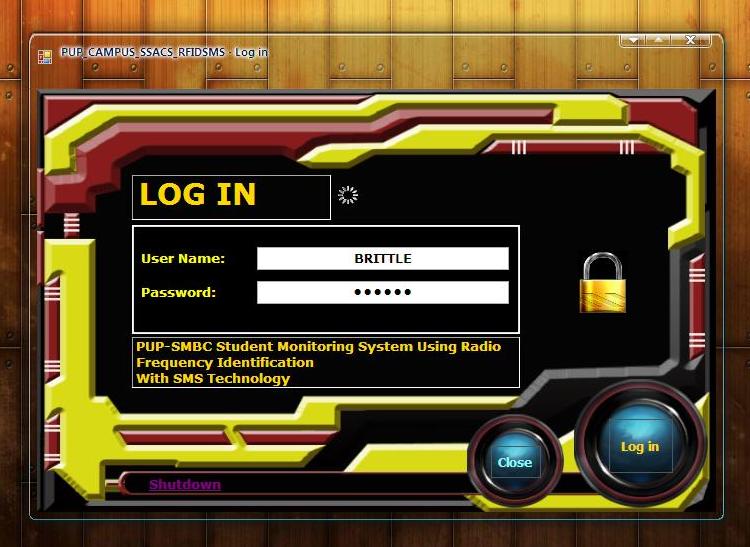 PUP_CAMPUS_SSACS_RFIDSMS - Log in
LOG IN
User Name: BRITTLE
Password: ••••••
PUP-SMBC Student Monitoring System Using Radio
Frequency Identification
With SMS Technology
Log in
Close
Shutdown